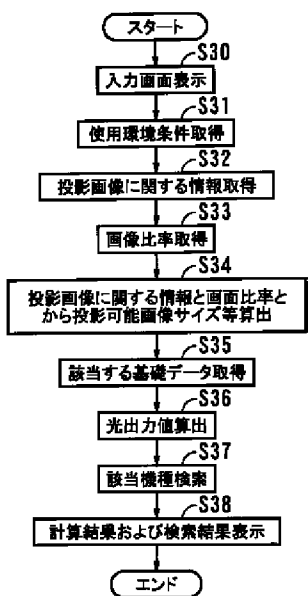 スタート
S30
入力画面表示
S31
使用環境条件取得
S32
投影画像に関する情報取得
S33
画像比率取得
S34
投影画像に関する情報と画面比率と
から投影可能画像サイズ等算出
S35
該当する基礎データ取得
S36
光出力値算出
S37
該当機種検索
S38
計算結果および検索結果表示
エンド